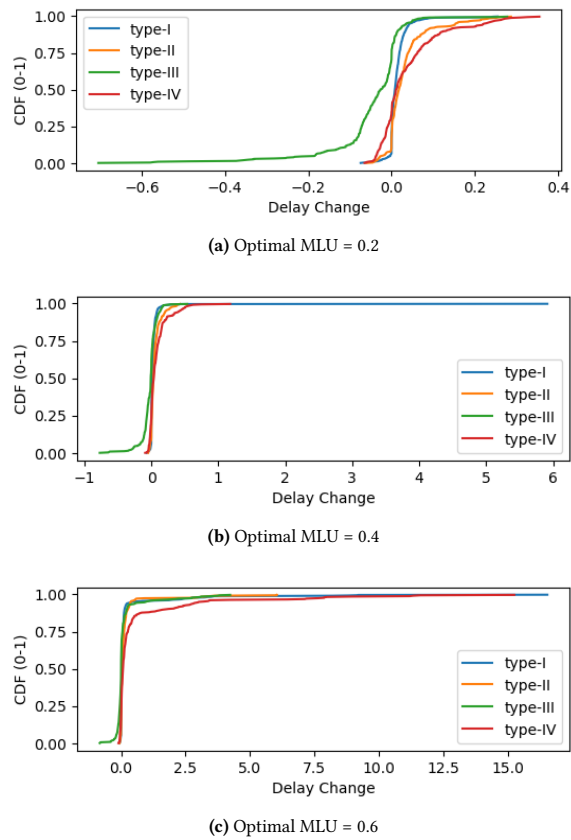 1.00
0.75
0.50
0.25
0.00
CDF (0-1)
type-I
type-II
type-III
type-IV
−0.6
−0.4
−0.2
0.0
0.2
0.4
Delay Change
(a) Optimal MLU = 0.2
1.00
0.75
0.50
0.25
0.00
CDF (0-1)
type-I
type-II
type-III
type-IV
−1
0
1
2
3
4
5
6
Delay Change
(b) Optimal MLU = 0.4
1.00
0.75
0.50
0.25
0.00
CDF (0-1)
type-I
type-II
type-III
type-IV
0.0
2.5
5.0
7.5
10.0
12.5
15.0
Delay Change
(c) Optimal MLU = 0.6